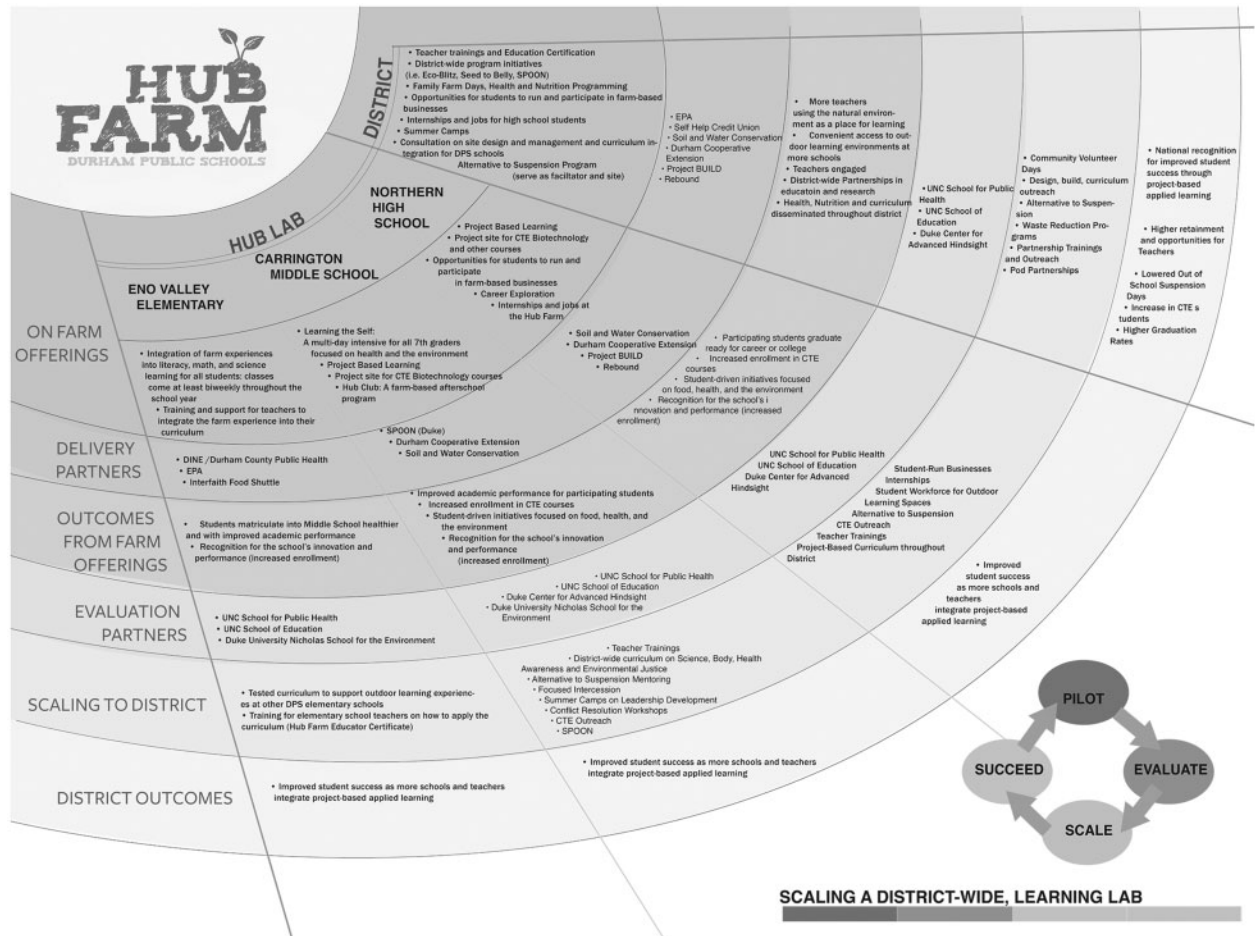 HUB
FARM
DURHAM PUBLIC SCHOOLS
DISTRICT
• Teacher trainings and Education Certification
• District-wide program initiatives
(i.e. Eco-Blitz, Seed to Belly, SPOON)
• Family Farm Days, Health and Nutrition Programming
• Opportunities for students to run and participate in farm-based
businesses
• Internships and jobs for high school students
• Summer Camps
• Consultation on site design and management and curriculum in-
tegration for DPS schools
Alternative to Suspension Program
(serve as faciltator and site)
• EPA
• Self Help Credit Union
• Soil and Water Conservation
• Durham Cooperative
Extension
• Project BUILD
• Rebound
• More teachers
using the natural environ-
ment as a place for learning
• Convenient access to out-
door learning environments at
more schools
• Teachers engaged
• District-wide Partnerships in
educatoin and research
• Health, Nutrition and curriculum
disseminated throughout district
• UNC School for Public
Health
• UNC School of
Education
• Duke Center for
Advanced Hindsight
• Community Volunteer
Days
• Design, build, curriculum
outreach
• Alternative to Suspen-
sion
• Waste Reduction Pro-
grams
• Partnership Trainings
and Outreach
• Pod Partnerships
• National recognition
for improved student
success through
project-based
applied learning
• Higher retainment
and opportunities for
Teachers
• Lowered Out of
School Suspension
Days
• Increase in CTE s
tudents
• Higher Graduation
Rates
HUB LAB
NORTHERN
HIGH
SCHOOL
CARRINGTON
MIDDLE SCHOOL
ENO VALLEY
ELEMENTARY
ON FARM
OFFERINGS
• Integration of farm experiences
into literacy, math, and science
learning for all students: classes
come at least biweekly throughout the
school year
• Training and support for teachers to
integrate the farm experience into their
curriculum
• Learning the Self:
A multi-day intensive for all 7th graders
focused on health and the environment
• Project Based Learning
• Project site for CTE Biotechnology courses
• Hub Club: A farm-based afterschool
program
• Project Based Learning
• Project site for CTE Biotechnology
and other courses
• Opportunities for students to run and
participate
in farm-based businesses
• Career Exploration
• Internships and jobs at
the Hub Farm
DELIVERY
PARTNERS
• DINE /Durham County Public Health
• EPA
• Interfaith Food Shuttle
• SPOON (Duke)
• Durham Cooperative Extension
• Soil and Water Conservation
• Soil and Water Conservation
• Durham Cooperative Extension
• Project BUILD
• Rebound
OUTCOMES
FROM FARM
OFFERINGS
• Students matriculate into Middle School healthier
and with improved academic performance
• Recognition for the school's innovation and
performance (increased enrollment)
• Improved academic performance for participating students
• Increased enrollment in CTE courses
• Student-driven initiatives focused on food, health, and
the environment
• Recognition for the school's innovation
and performance
(increased enrollment)
• Participating students graduate
ready for career or college
• Increased enrollment in CTE
courses
• Student-driven initiatives focused
on food, health, and the environment
• Recognition for the school's i
nnovation and performance (increased
enrollment)
EVALUATION
PARTNERS
• UNC School for Public Health
• UNC School of Education
• Duke University Nicholas School for the Environment
• UNC School for Public Health
• UNC School of Education
• Duke Center for Advanced Hindsight
• Duke University Nicholas School for the
Environment
UNC School for Public Health
UNC School of Education
Duke Center for Advanced
Hindsight
SCALING TO DISTRICT
• Tested curriculum to support outdoor learning experienc-
es at other DPS elementary schools
• Training for elementary school teachers on how to apply the
curriculum (Hub Farm Educator Certificate)
• Teacher Trainings
• District-wide curriculum on Science, Body, Health
Awareness and Environmental Justice
• Alternative to Suspension Mentoring
• Focused Intercession
• Summer Camps on Leadership Development
• Conflict Resolution Workshops
• CTE Outreach
• SPOON
Student-Run Businesses
Internships
Student Workforce for Outdoor
Learning Spaces
Alternative to Suspension
CTE Outreach
Teacher Trainings
Project-Based Curriculum throughout
District
DISTRICT OUTCOMES
• Improved student success as more schools and teachers
integrate project-based applied learning
• Improved student success as more schools and teachers
integrate project-based applied learning
• Improved
student success
as more schools and
teachers
integrate project-based
applied learning
PILOT
EVALUATE
SCALE
SUCCEED
SCALING A DISTRICT-WIDE, LEARNING LAB